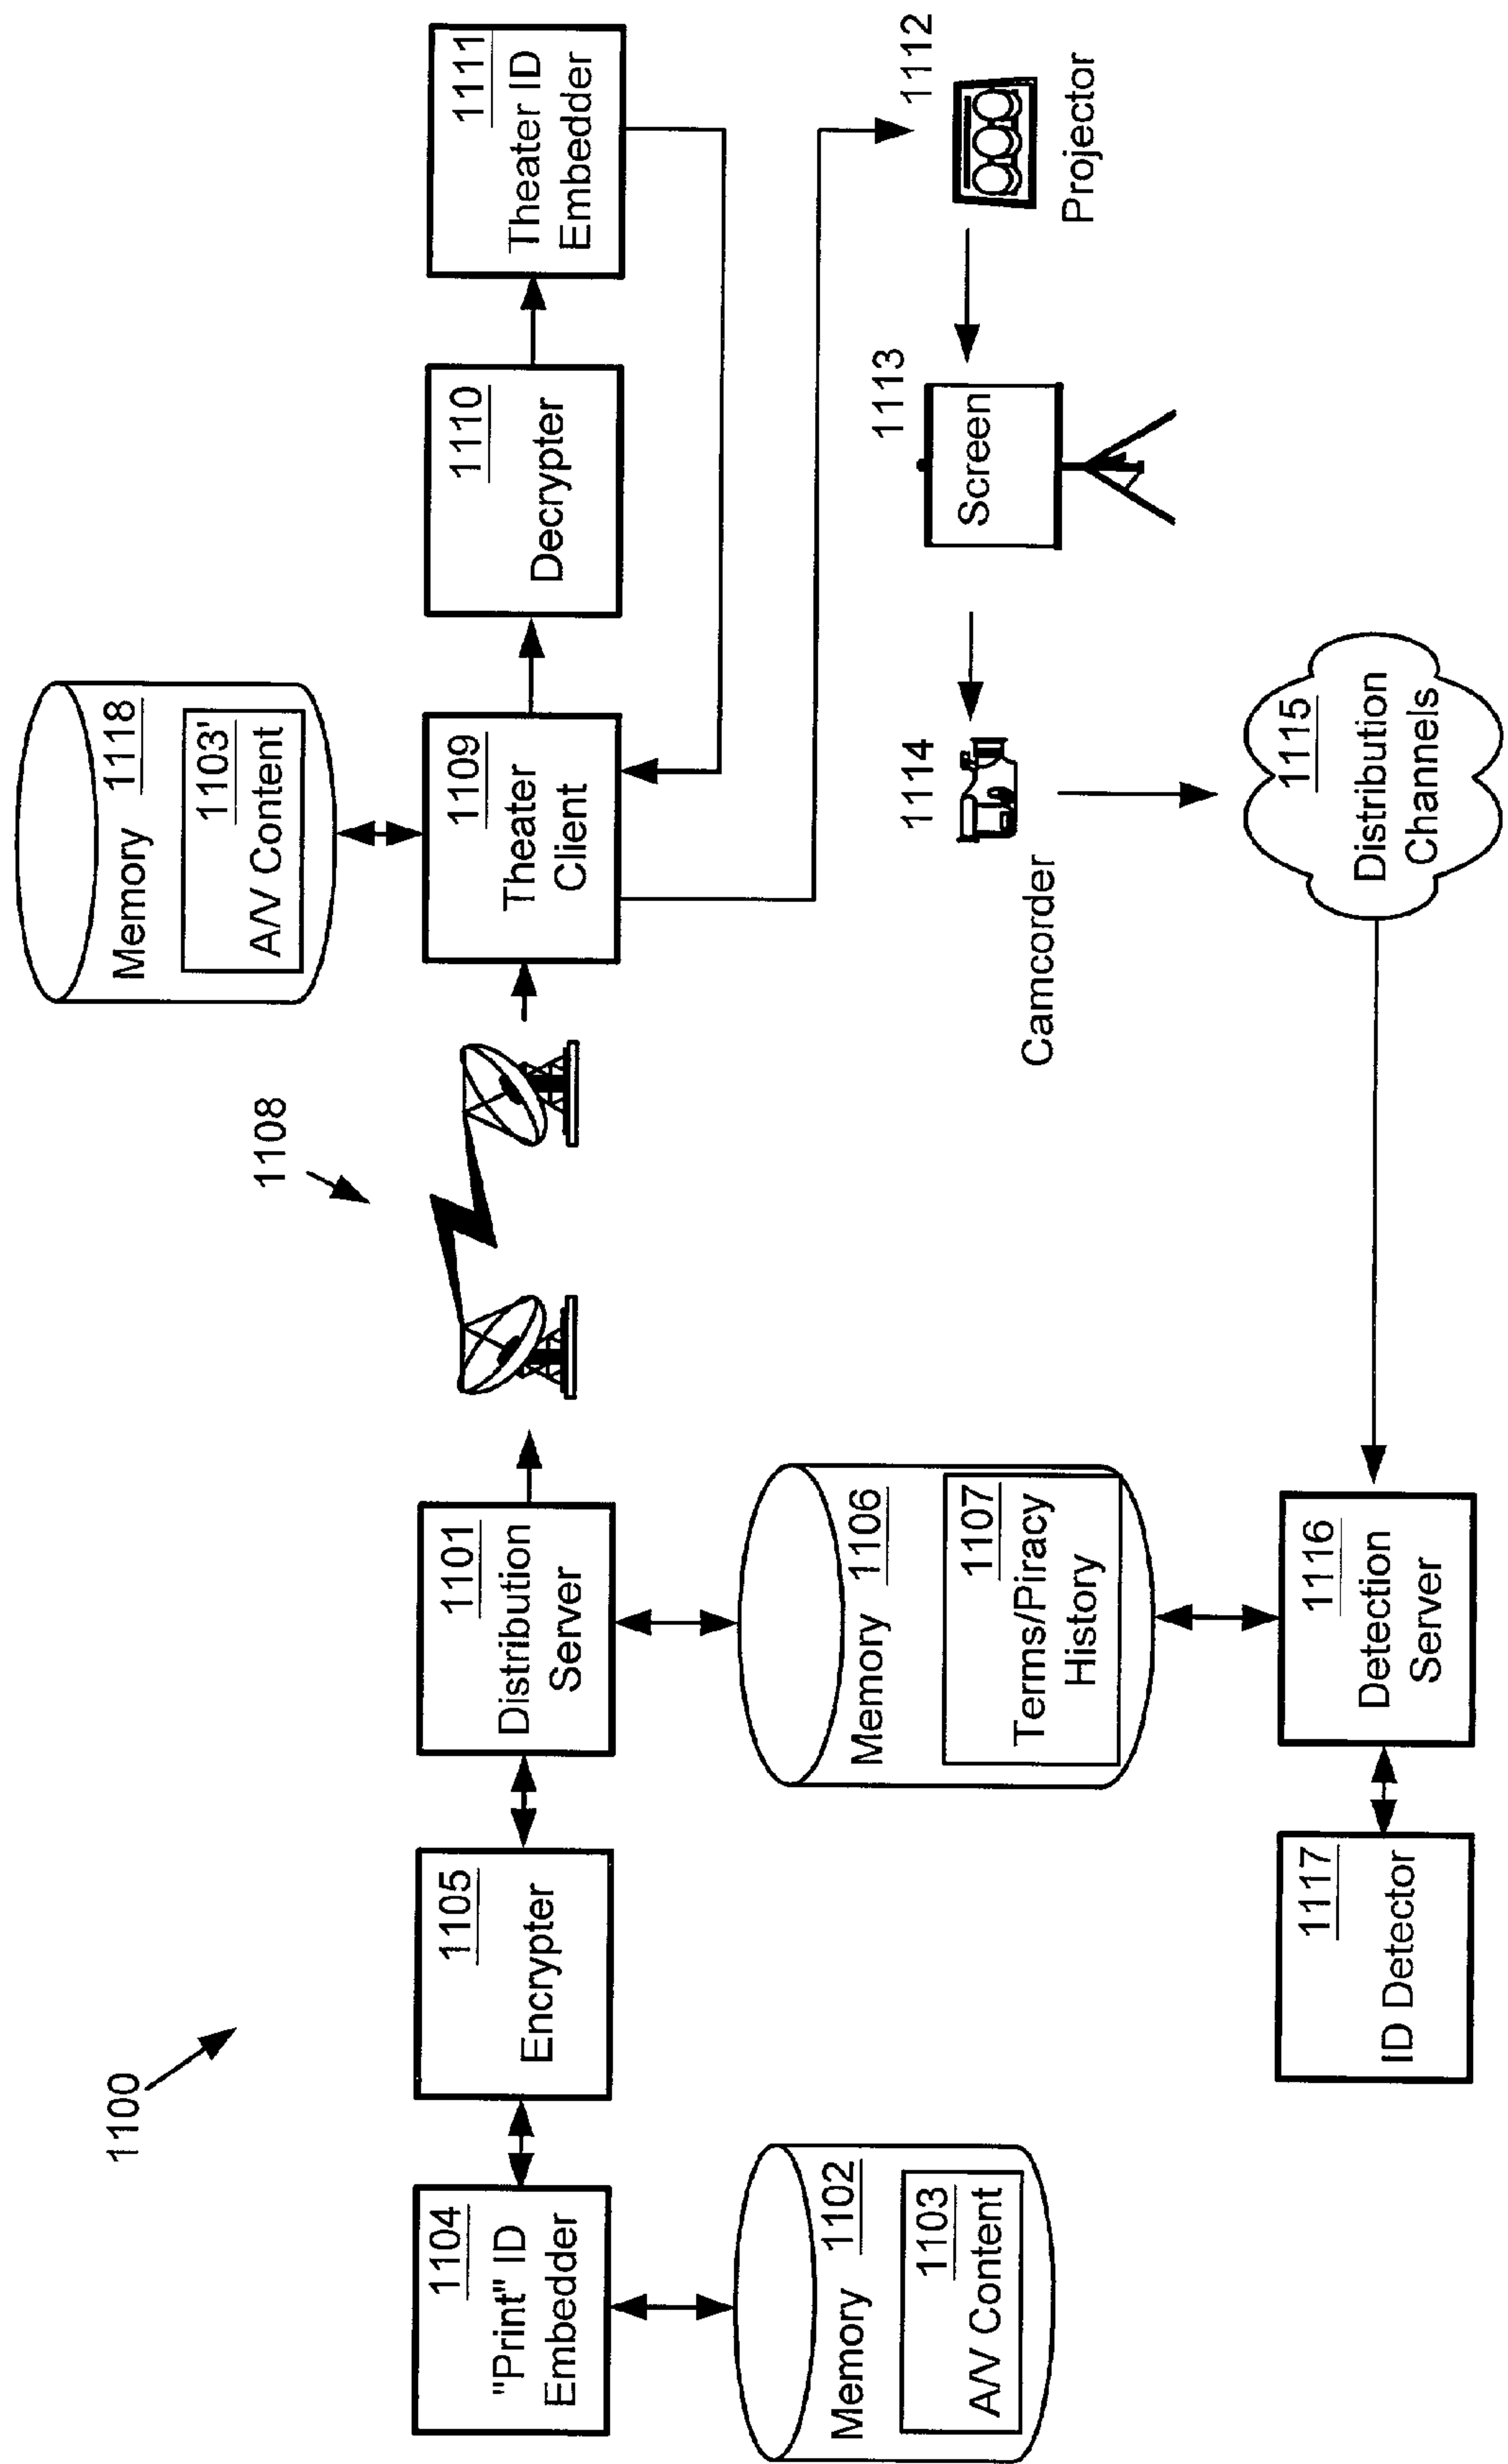 1100
1104
"Print" ID
Embedder
1105
Encrypter
1101
Distribution
Server
1108
Memory 1118
1103'
A/V Content
1109
Theater
Client
1110
Decrypter
1111
Theater ID
Embedder
Memory 1102
1103
A/V Content
Memory 1106
1107
Terms/Piracy
History
1114
Camcorder
1113
Screen
1112
Projector
1117
ID Detector
1116
Detection
Server
1115
Distribution
Channels